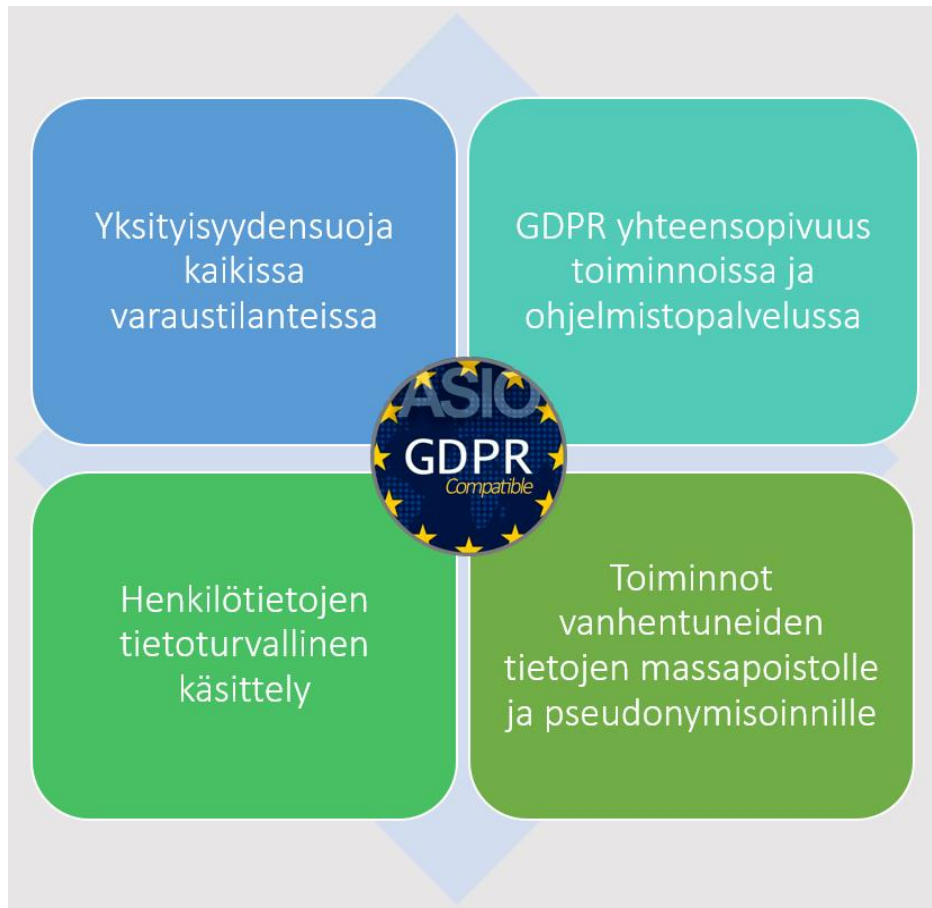 Yksityisyydensuoja
kaikissa
varaustilanteissa
GDPR yhteensopivuus
toiminnoissa ja
ohjelmistopalvelussa
ASIO
GDPR
Compatible
Henkilötietojen
tietoturvallinen
käsittely
Toiminnot
vanhentuneiden
tietojen massapoistolle
ja pseudonymisoinnille